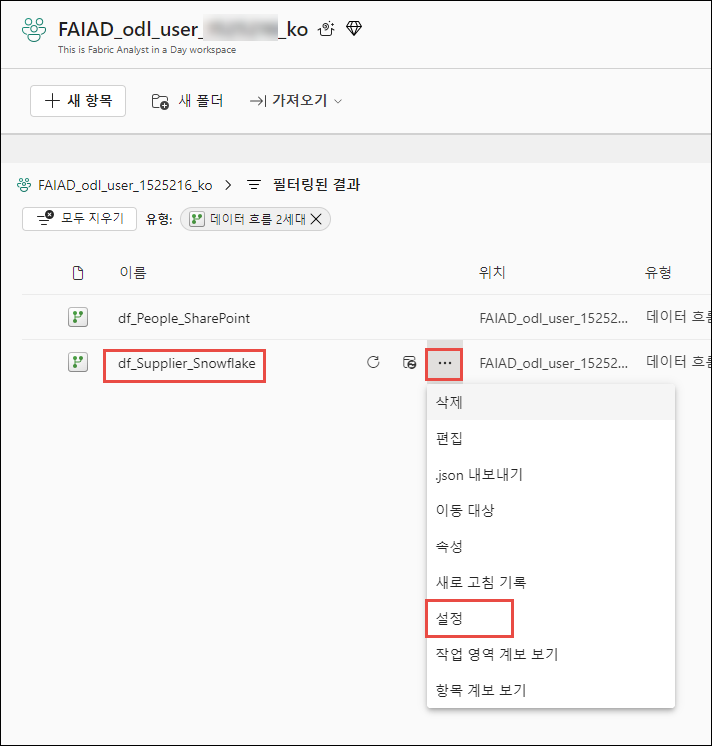 FAIAD_odl_user_ _ko
This is Fabric Analyst in a Day workspace
새 항목 새 폴더 가져오기
FAIAD_odl_user_1525216_ko > 필터링된 결과
모두 지우기 유형: 데이터 흐름 2세대
이름 위치 유형
df_People_SharePoint FAIAD_odl_user_15252... 데이터 흐름
df_Supplier_Snowflake ... FAIAD_odl_user_15252... 데이터 흐름
삭제
편집
.json 내보내기
이동 대상
속성
새로 고침 기록
설정
작업 영역 계보 보기
항목 계보 보기